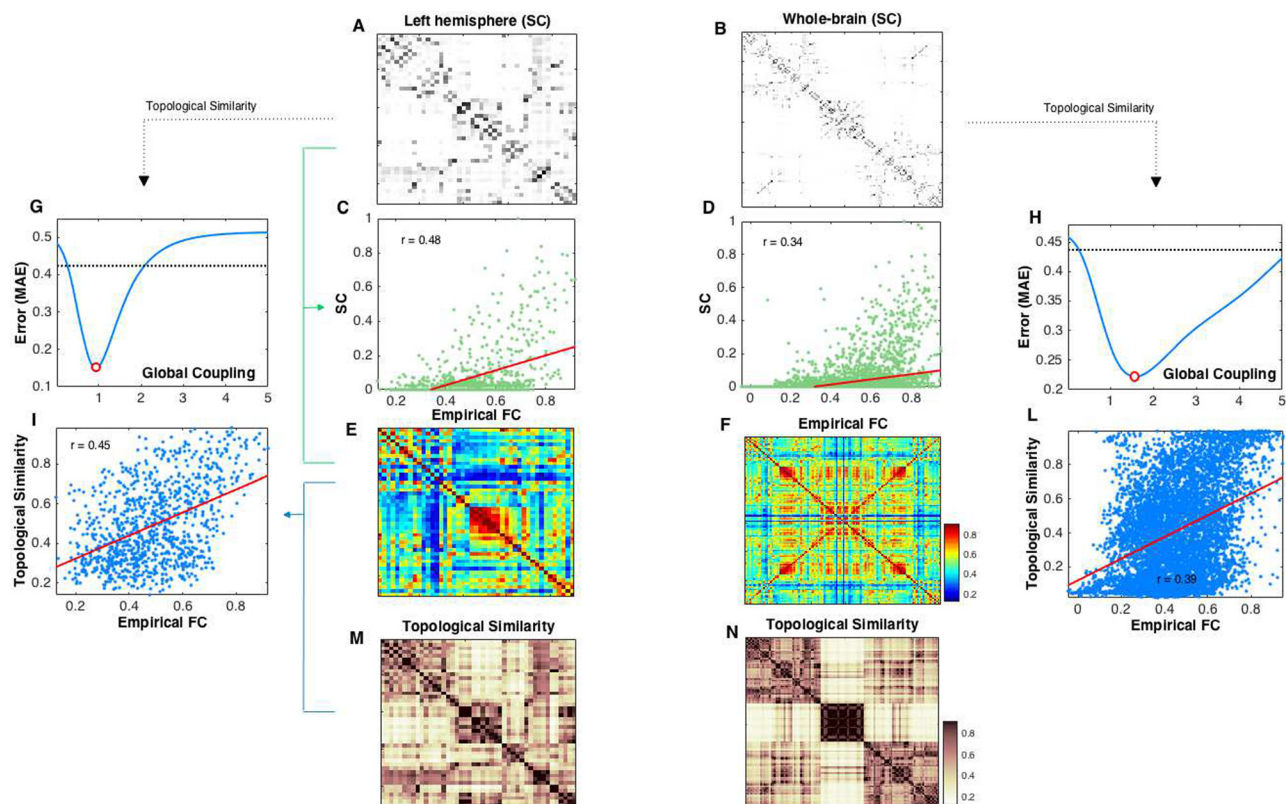 A
Left hemisphere (SC)
B
Whole-brain (SC)
Topological Similarity
Topological Similarity
G
Error (MAE)
0.5
0.4
0.3
0.2
0.1
1
2
3
4
5
Global Coupling
C
SC
1
0.8
0.6
0.4
0.2
0
r = 0.48
0.2
0.4
0.6
0.8
Empirical FC
D
SC
1
0.8
0.6
0.4
0.2
0
r = 0.34
0
0.2
0.4
0.6
0.8
Empirical FC
H
Error (MAE)
0.45
0.4
0.35
0.3
0.25
0.2
1
2
3
4
5
Global Coupling
I
Topological Similarity
0.8
0.6
0.4
0.2
r = 0.45
0.2
0.4
0.6
0.8
Empirical FC
E
F
0.8
0.6
0.4
0.2
L
Topological Similarity
0.8
0.6
0.4
0.2
r = 0.39
0
0.2
0.4
0.6
0.8
Empirical FC
M
Topological Similarity
N
Topological Similarity
0.8
0.6
0.4
0.2